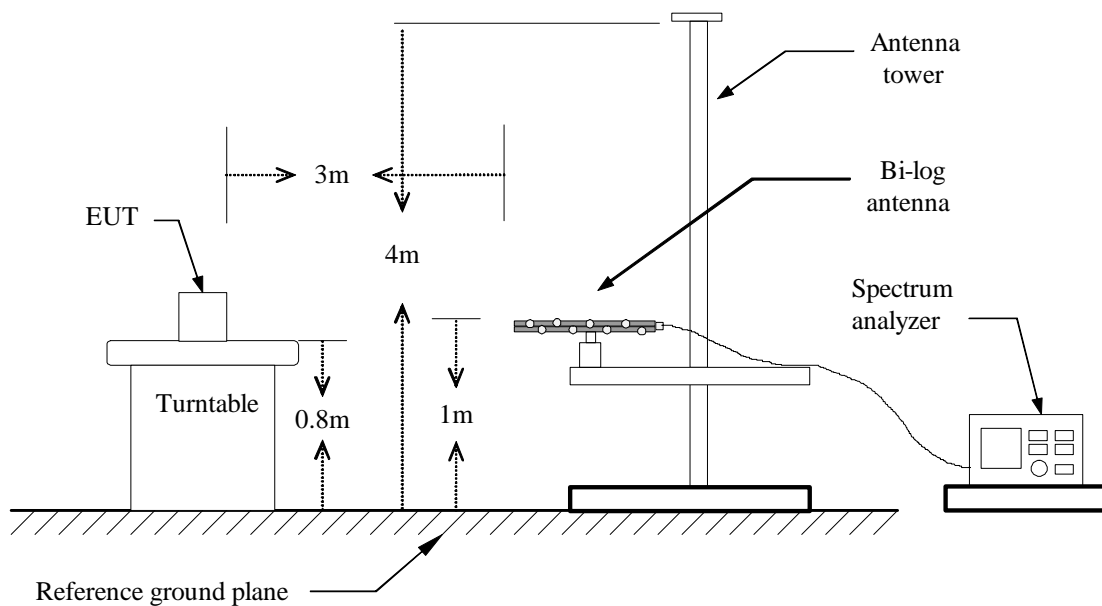 Antenna
tower
3m
Bi-log
antenna
EUT
4m
Spectrum
analyzer
Turntable
0.8m
1m
Reference ground plane